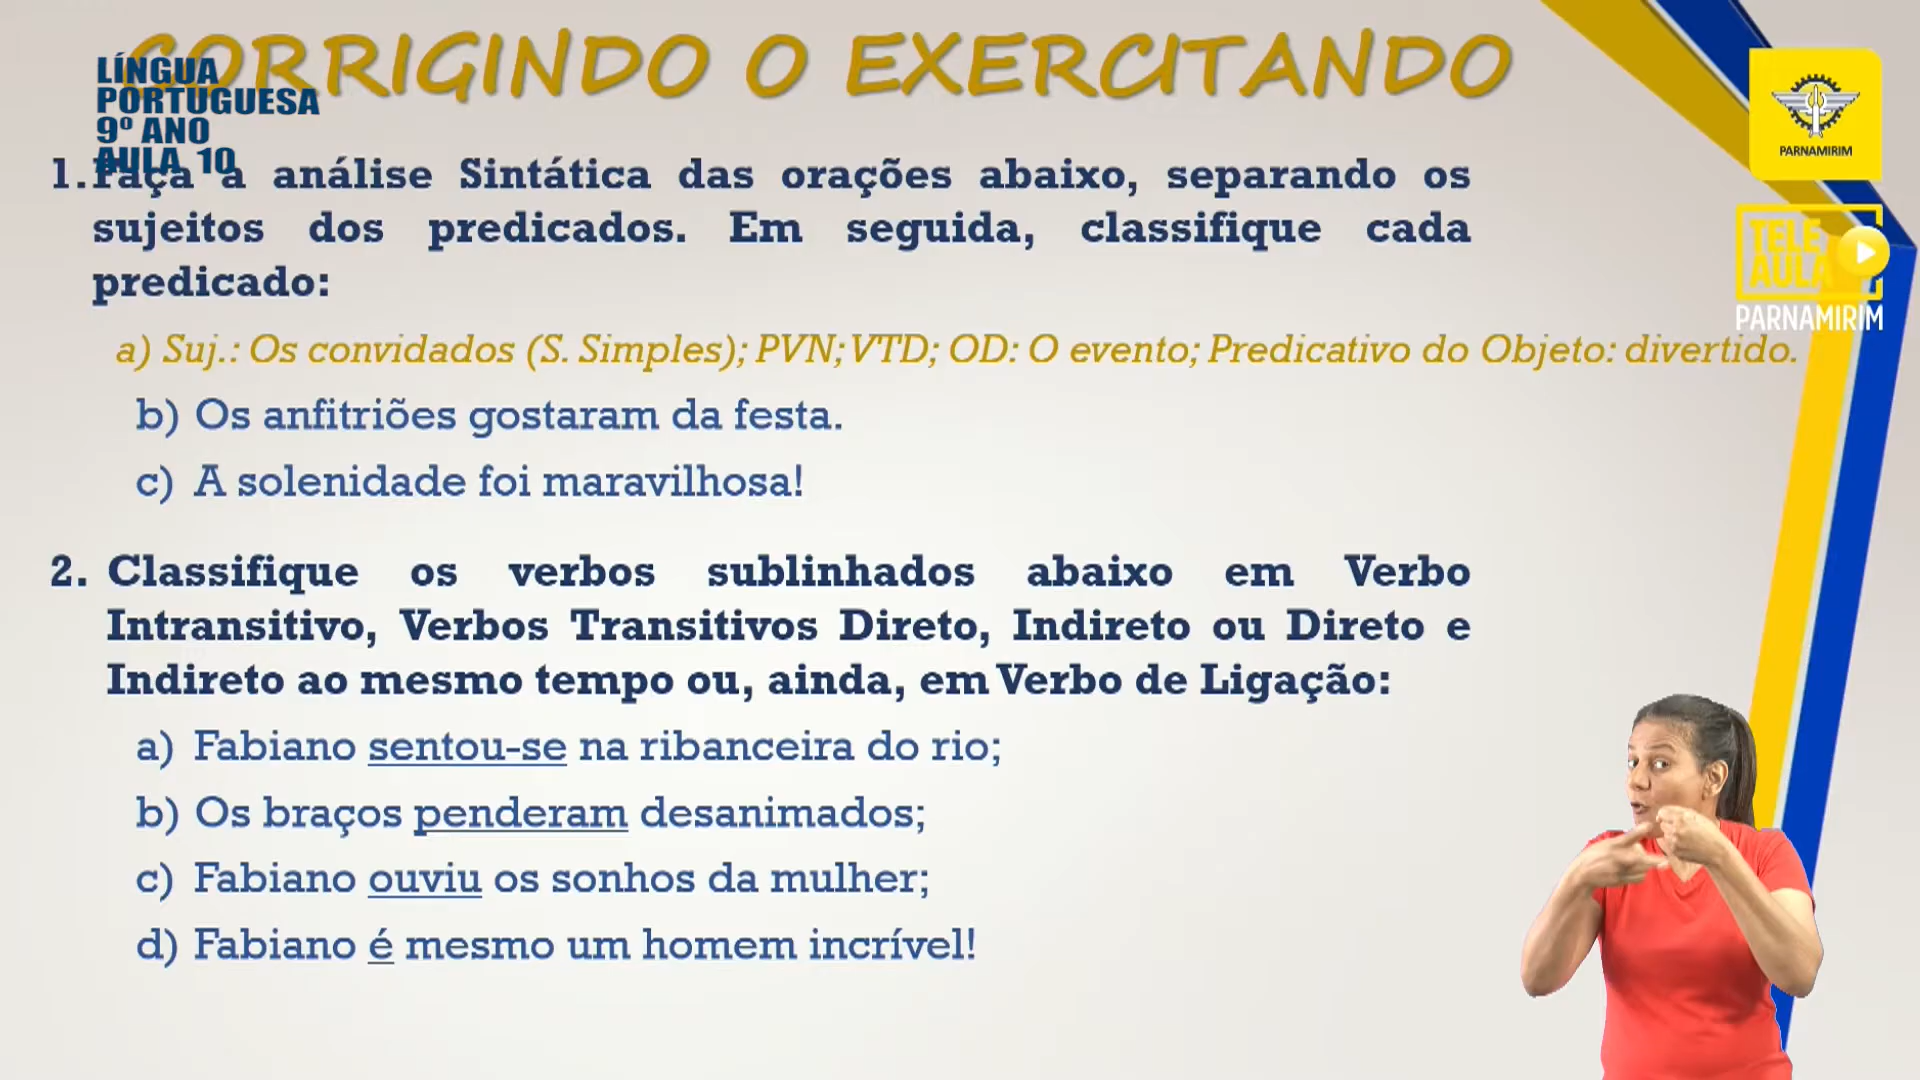 CORRIGINDO O EXERCITANDO
LÍNGUA
PORTUGUESA
9º ANO
AULA 10
1. Faça a análise Sintática das orações abaixo, separando os
sujeitos dos predicados. Em seguida, classifique cada
predicado:
a) Suj.: Os convidados (S. Simples); PVN; VTD; OD: O evento; Predicativo do Objeto: divertido.
b) Os anfitriões gostaram da festa.
c) A solenidade foi maravilhosa!
2. Classifique os verbos sublinhados abaixo em Verbo
Intransitivo, Verbos Transitivos Direto, Indireto ou Direto e
Indireto ao mesmo tempo ou, ainda, em Verbo de Ligação:
a) Fabiano sentou-se na ribanceira do rio;
b) Os braços penderam desanimados;
c) Fabiano ouviu os sonhos da mulher;
d) Fabiano é mesmo um homem incrível!
PARNAMIRIM
TELE
AULA
PARNAMIRIM